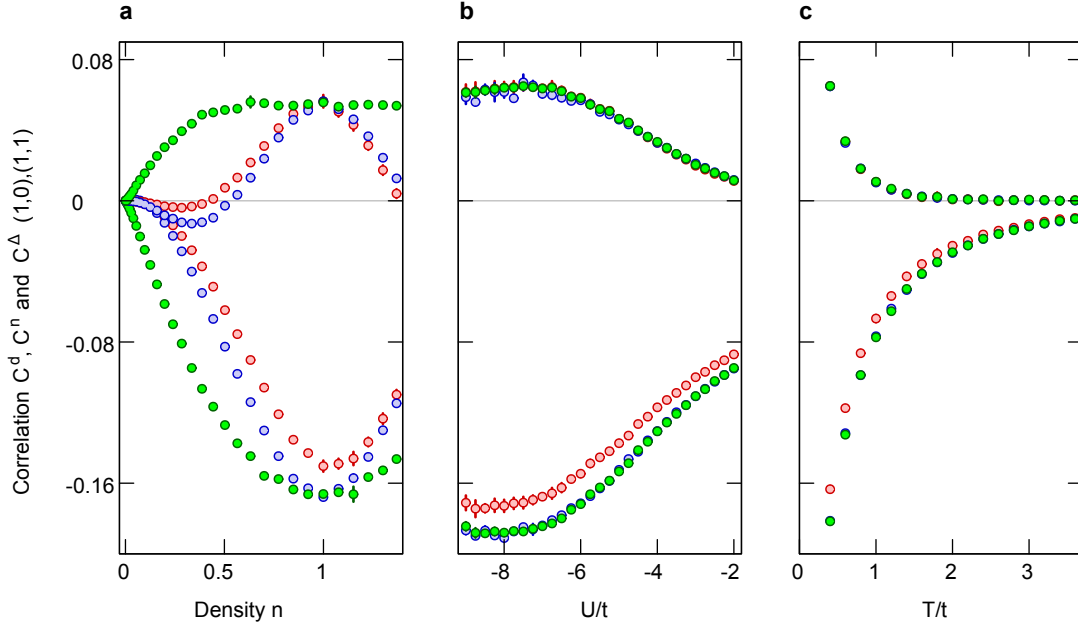 a b c
Correlation C^d, C^n and C^Δ (1,0),(1,1)
0.08
0
-0.08
-0.16
0 0.5 1
-8 -6 -4 -2
0 1 2 3
Density n
U/t
T/t